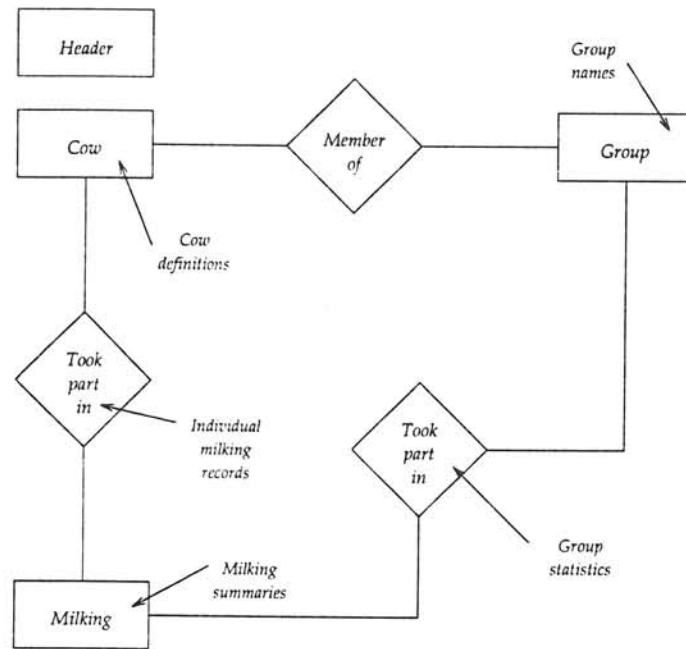 Header
Group
names
Cow
Member
of
Group
Cow
definitions
Took
part
in
Individual
milking
records
Took
part
in
Group
statistics
Milking
summaries
Milking